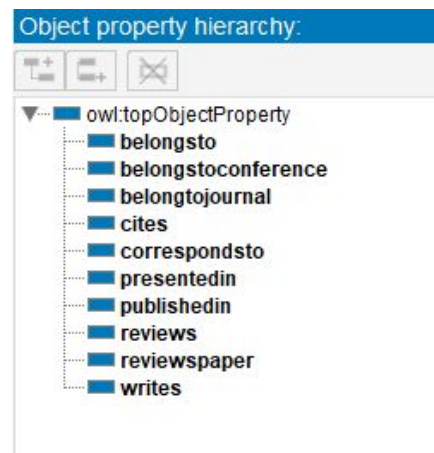 Object property hierarchy:
owl:topObjectProperty
belongsto
belongstoconference
belongtojournal
cites
correspondsto
presentedin
publishedin
reviews
reviewspaper
writes